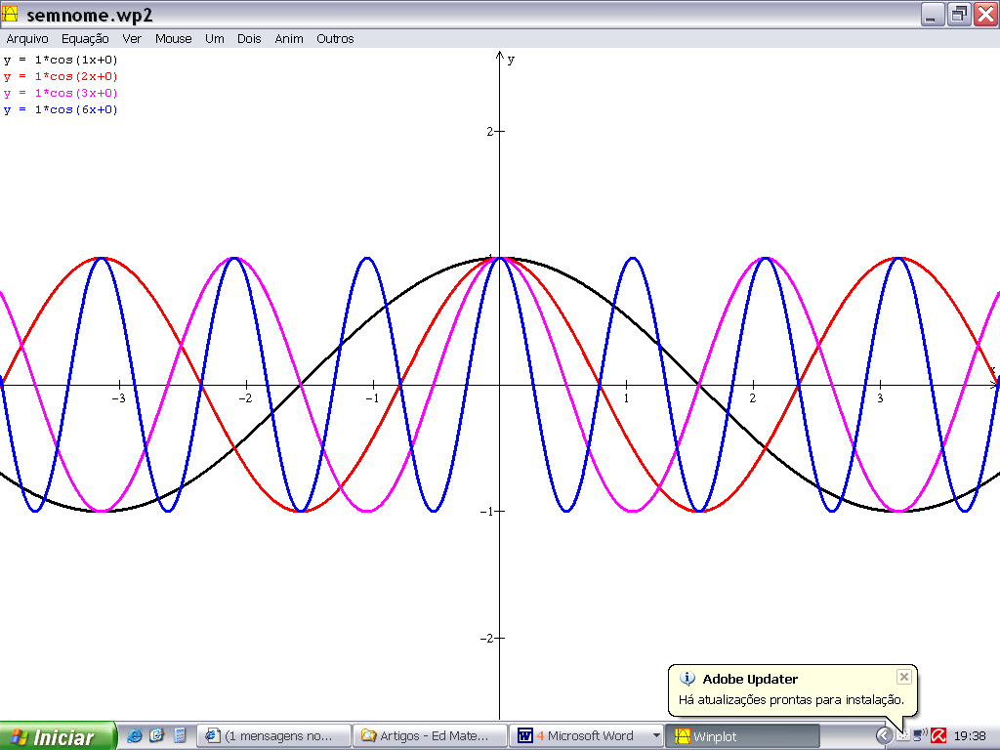 semnome.wp2
Arquivo Equação Ver Mouse Um Dois Anim Outros
y = 1*cos(1x+0)
y = 1*cos(2x+0)
y = 1*cos(3x+0)
y = 1*cos(6x+0)
y
2
x
-3 -2 -1 1 2 3
-1
-2
Adobe Updater
Há atualizações prontas para instalação.
Iniciar (1 mensagens no... Artigos - Ed Mate... 4 Microsoft Word Winplot 19:38